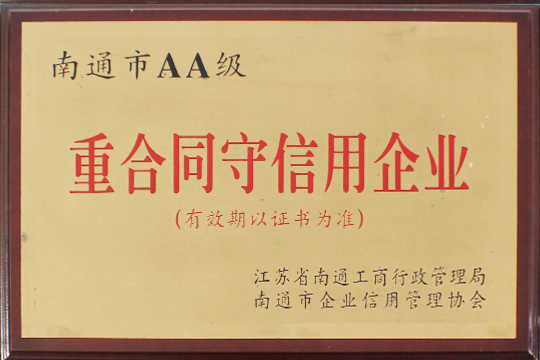 南通市AA级
重合同守信用企业
(有效期以证书为准)
江苏省南通工商行政管理局
南通市企业信用管理协会